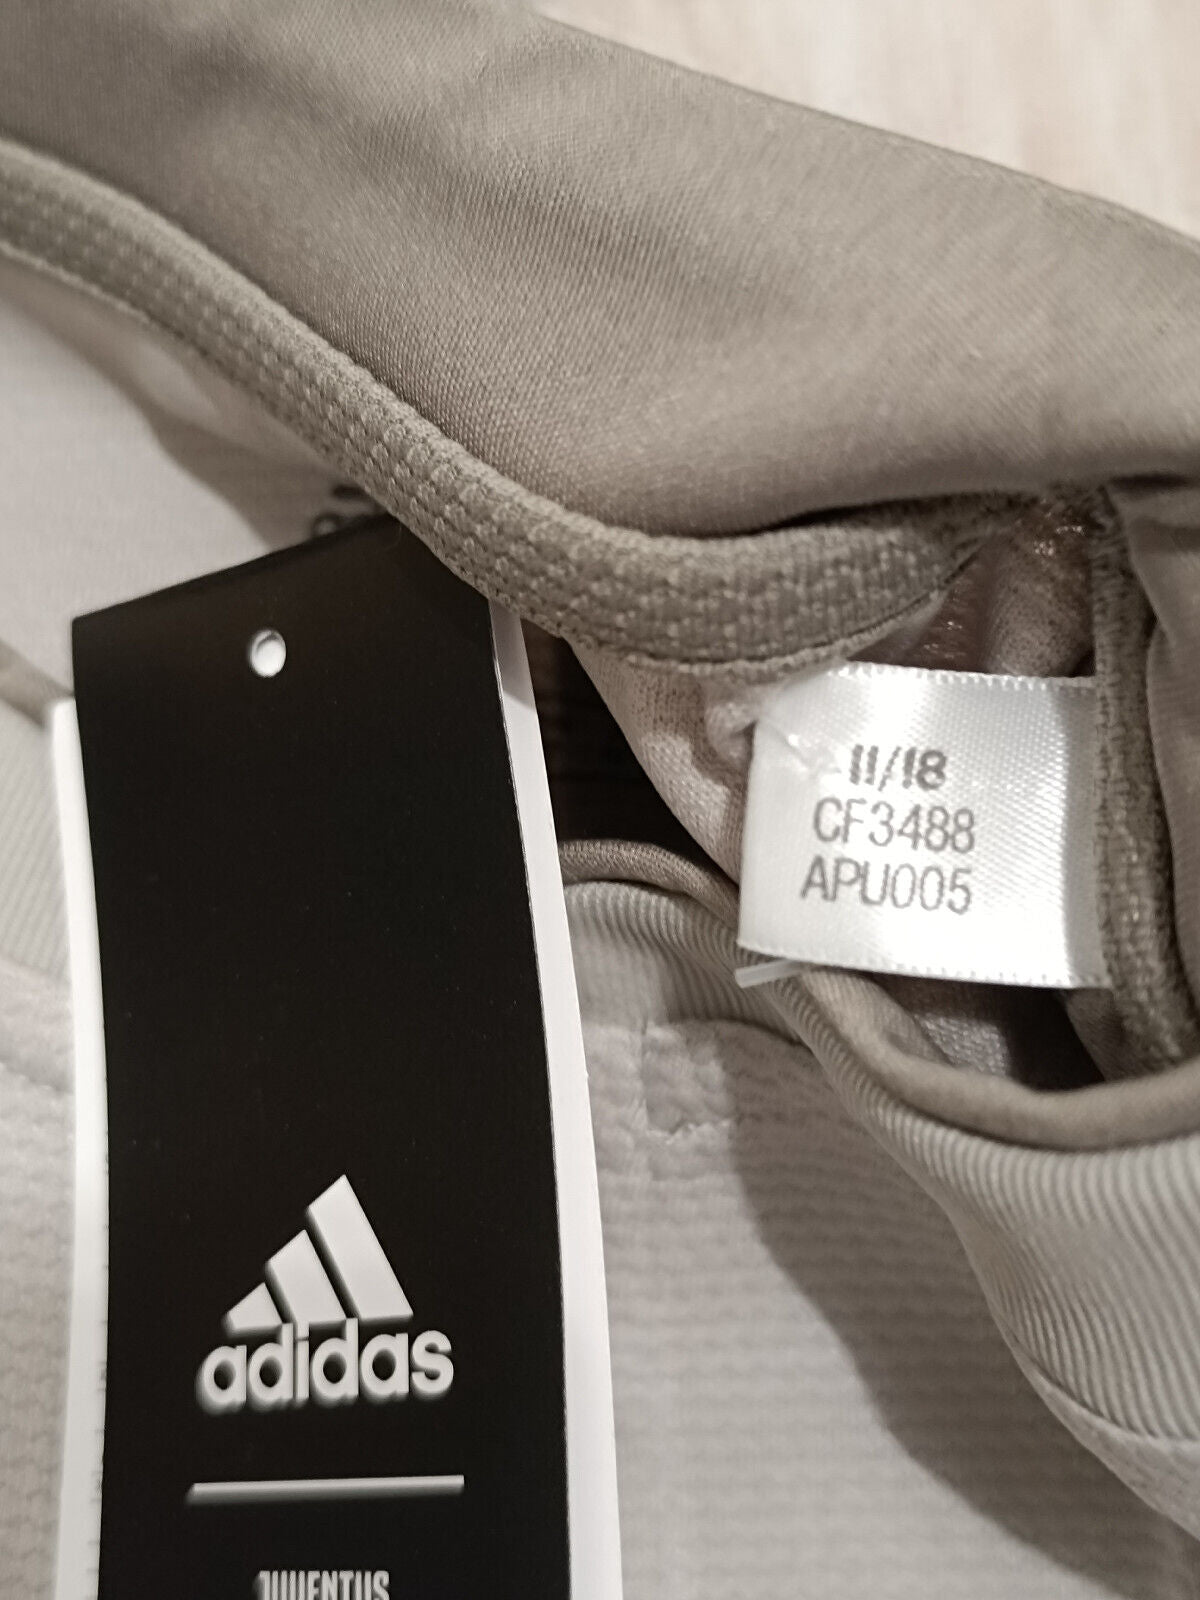 11/18
CF3488
APU005
adidas
JUVENTUS